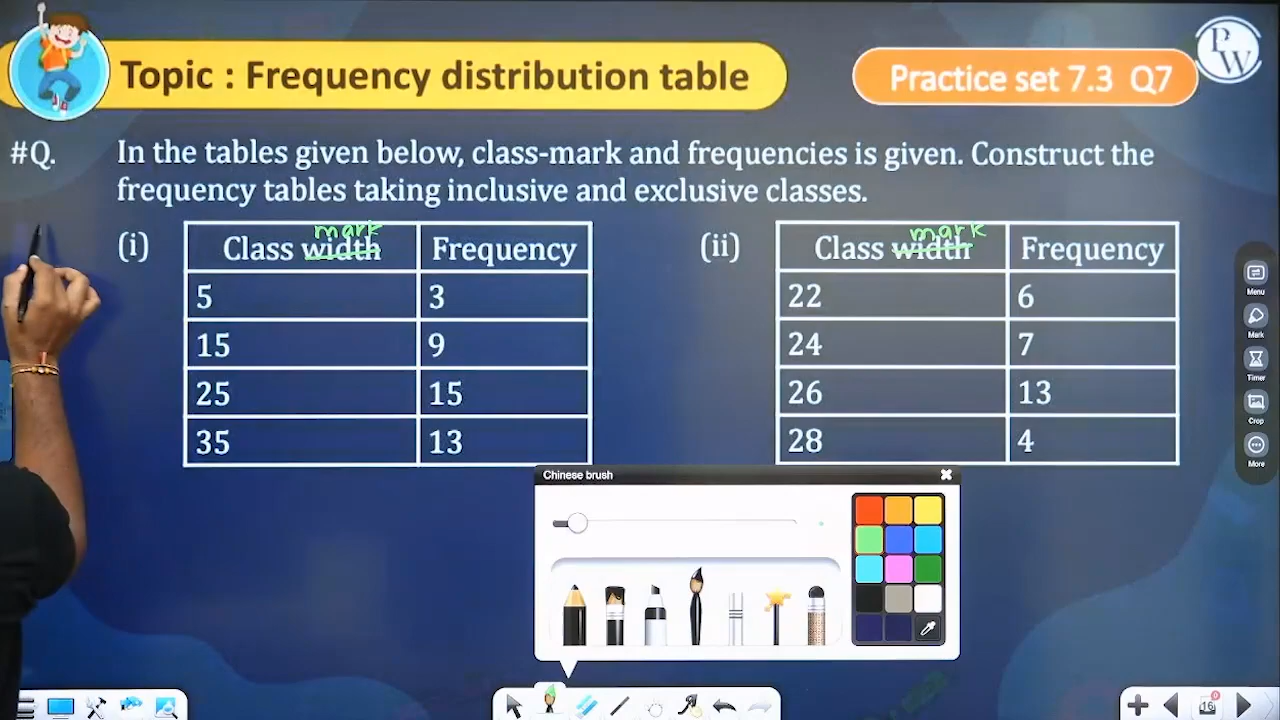 Topic : Frequency distribution table
Practice set 7.3 Q7
PW
#Q. In the tables given below, class-mark and frequencies is given. Construct the
frequency tables taking inclusive and exclusive classes.
(i)
mark
Class width Frequency
5 3
15 9
25 15
35 13
(ii)
mark
Class width Frequency
22 6
24 7
26 13
28 4
Menu
Mark
Timer
Crop
More
Chinese brush
16